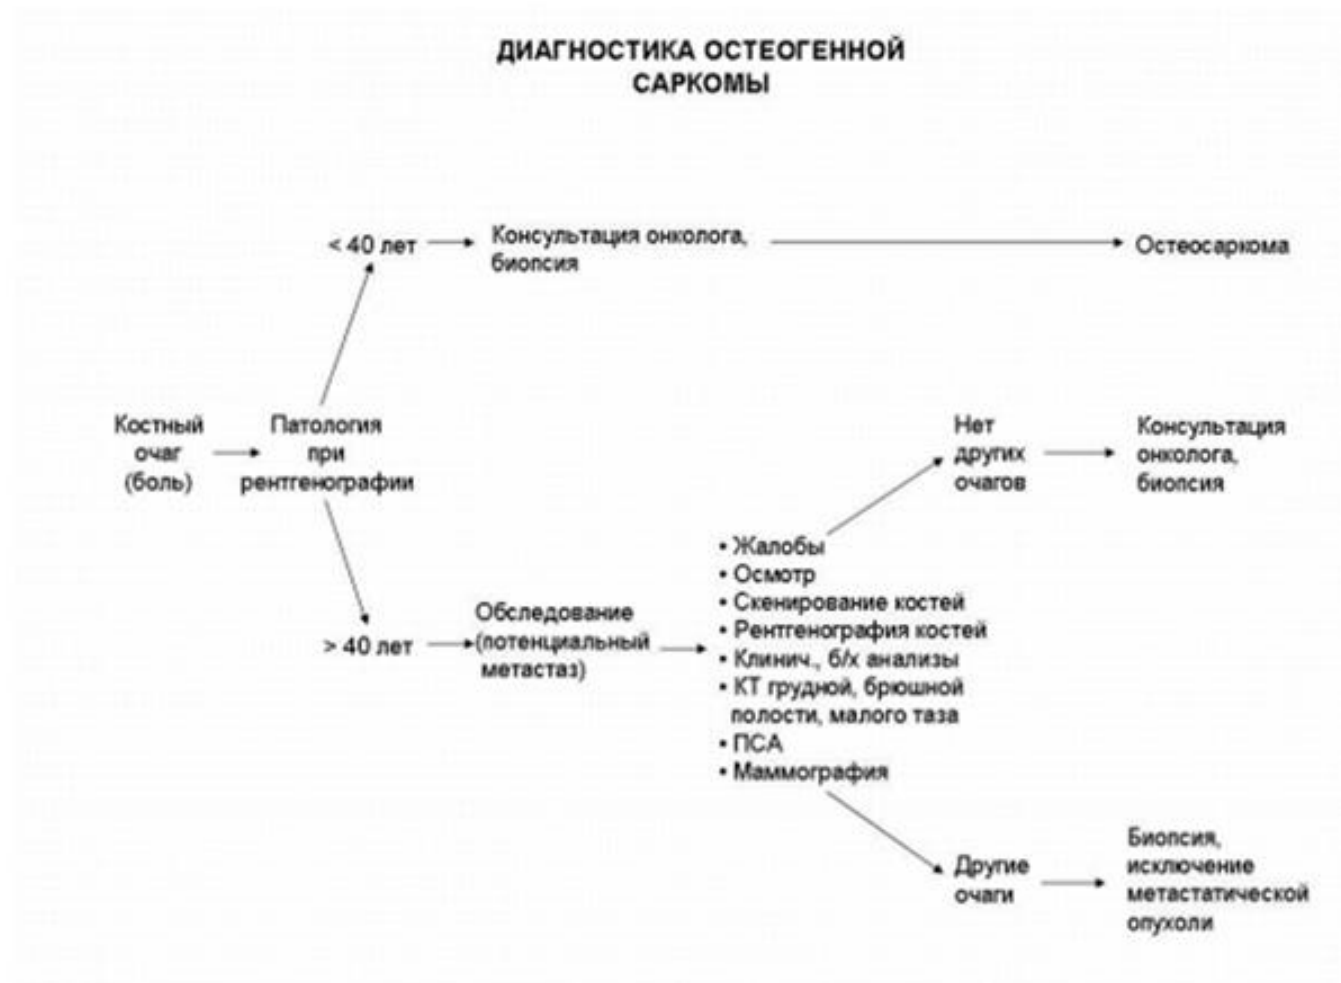 ДИАГНОСТИКА ОСТЕОГЕННОЙ
САРКОМЫ
< 40 лет
Консультация онколога,
биопсия
Остеосаркома
Костный
очаг
(боль)
Патология
при
рентгенографии
> 40 лет
Обследование
(потенциальный
метастаз)
• Жалобы
• Осмотр
• Скенирование костей
• Рентгенография костей
• Клинич., б/х анализы
• КТ грудной, брюшной
полости, малого таза
• ПСА
• Маммография
Нет
других
очагов
Консультация
онколога,
биопсия
Другие
очаги
Биопсия,
исключение
метастатической
опухоли